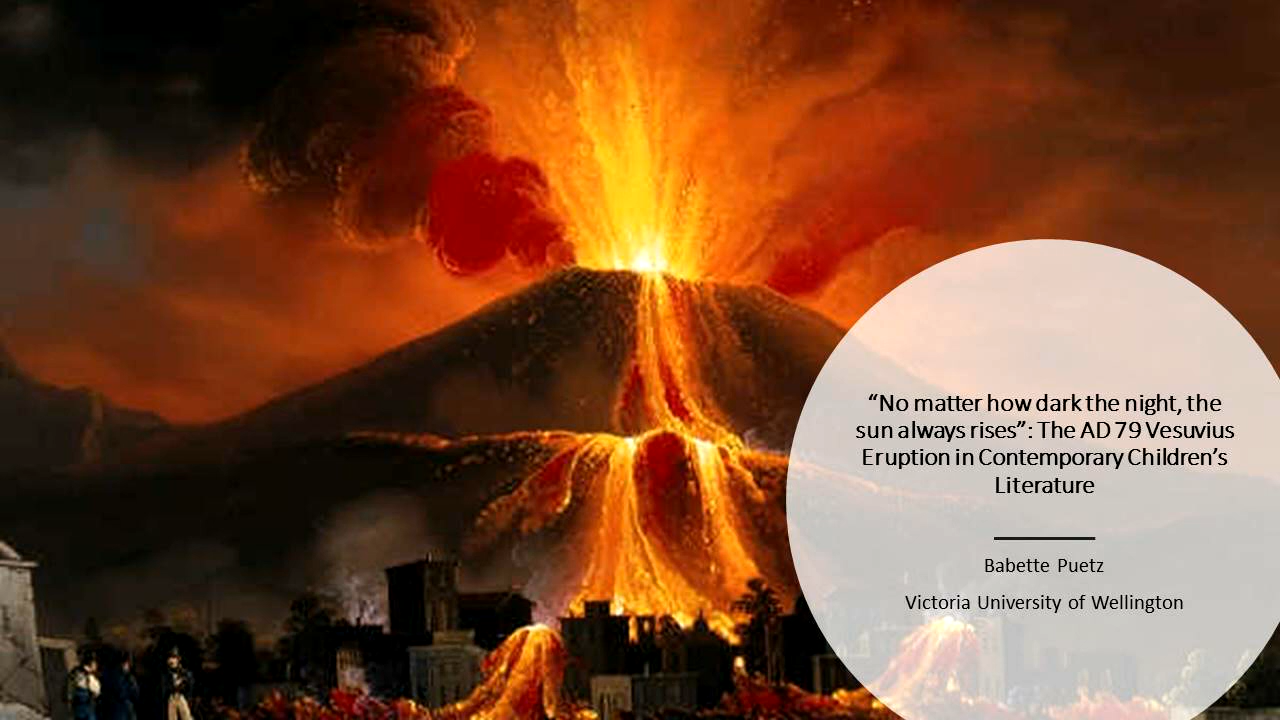 “No matter how dark the night, the
sun always rises”: The AD 79 Vesuvius
Eruption in Contemporary Children’s
Literature
Babette Puetz
Victoria University of Wellington